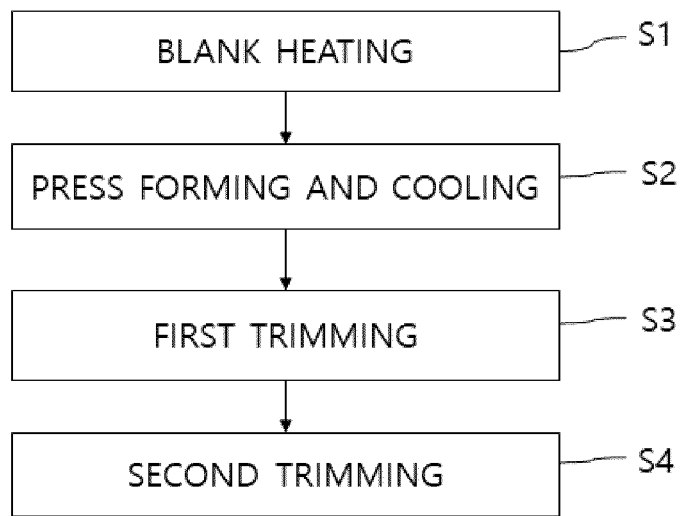 BLANK HEATING
S1
PRESS FORMING AND COOLING
S2
FIRST TRIMMING
S3
SECOND TRIMMING
S4